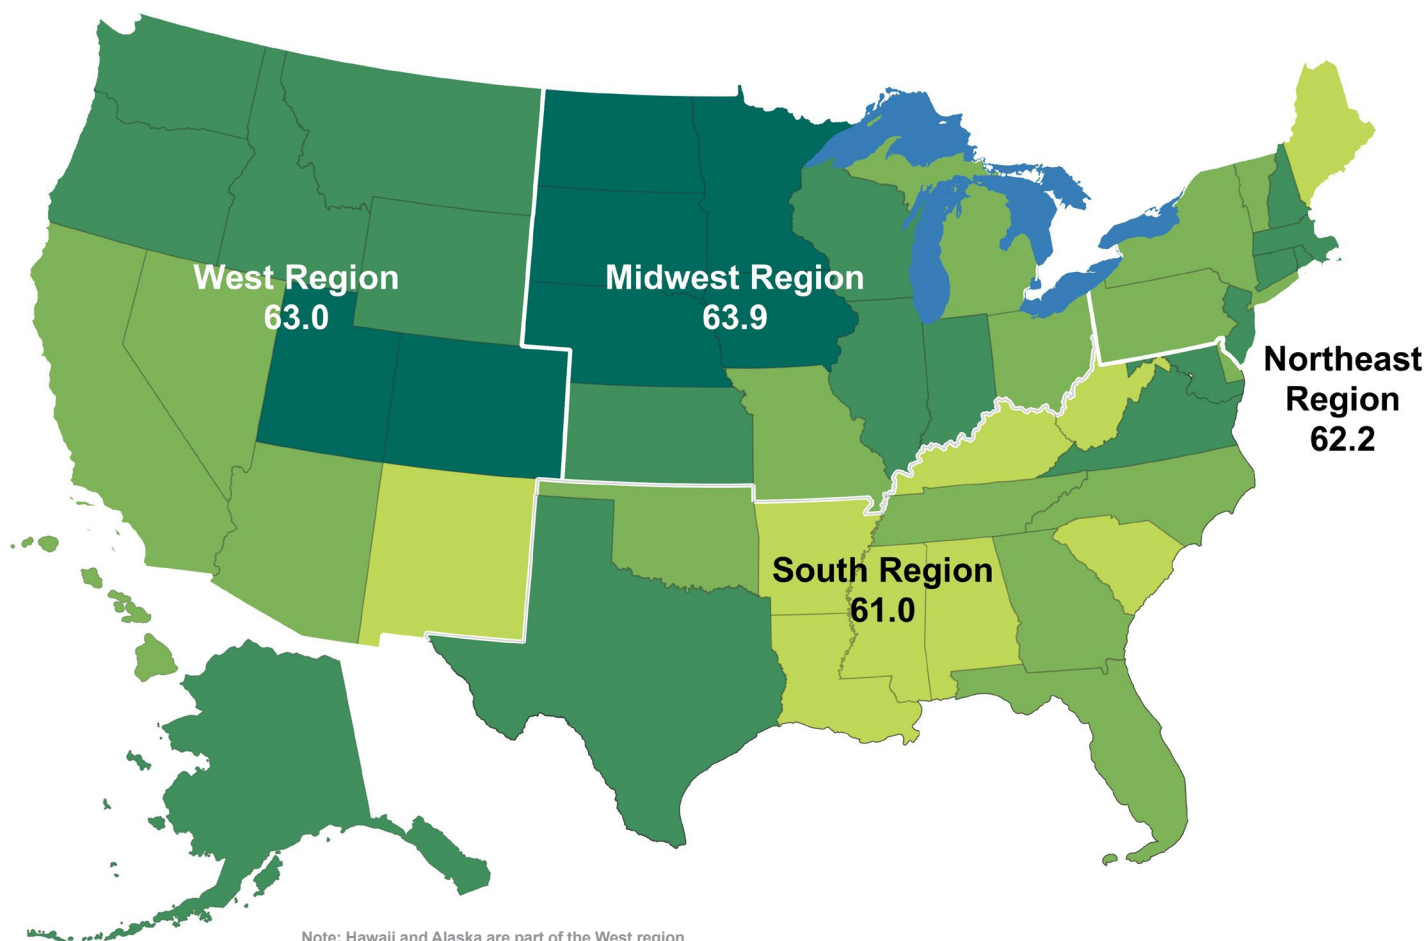 West Region
63.0
Midwest Region
63.9
Northeast
Region
62.2
South Region
61.0
Note: Hawaii and Alaska are part of the West region